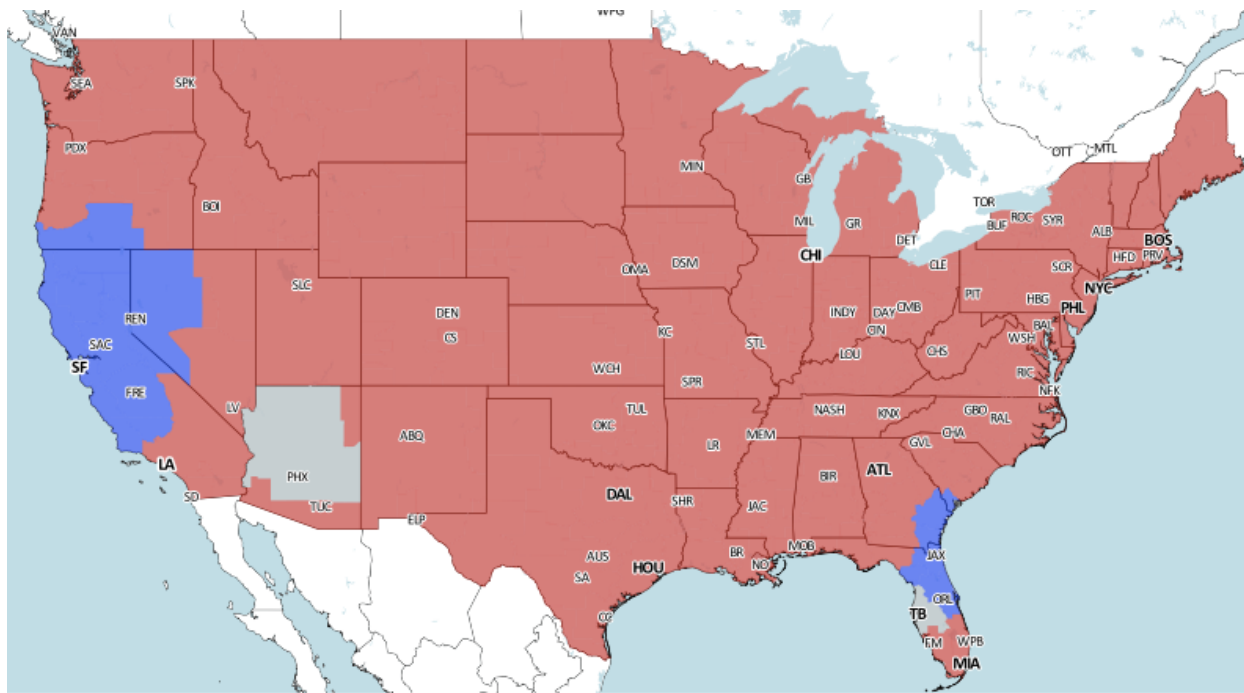 WPG
VAN
SEA
SPK
PDX
MIN
OTT
MTL
GB
TOR
BOI
MIL
GR
BUF
ROC
SYR
ALB
BOS
DET
CHI
HFD
PRV
OMA
DSM
CLE
SCR
SLC
NYC
PIT
HBG
DEN
INDY
DAY
CMB
PHL
REN
CS
KC
STL
CIN
BAL
WSH
SAC
LOU
CHS
SF
WCH
SPR
RIC
FRE
NFK
LV
TUL
NASH
KNX
GBO
RAL
OKC
ABQ
LR
MEM
CHA
GVL
LA
ATL
PHX
BIR
SD
DAL
SHR
TUC
JAC
ELP
MOB
AUS
BR
JAX
HOU
NO
SA
ORL
CC
TB
FM
WPB
MIA